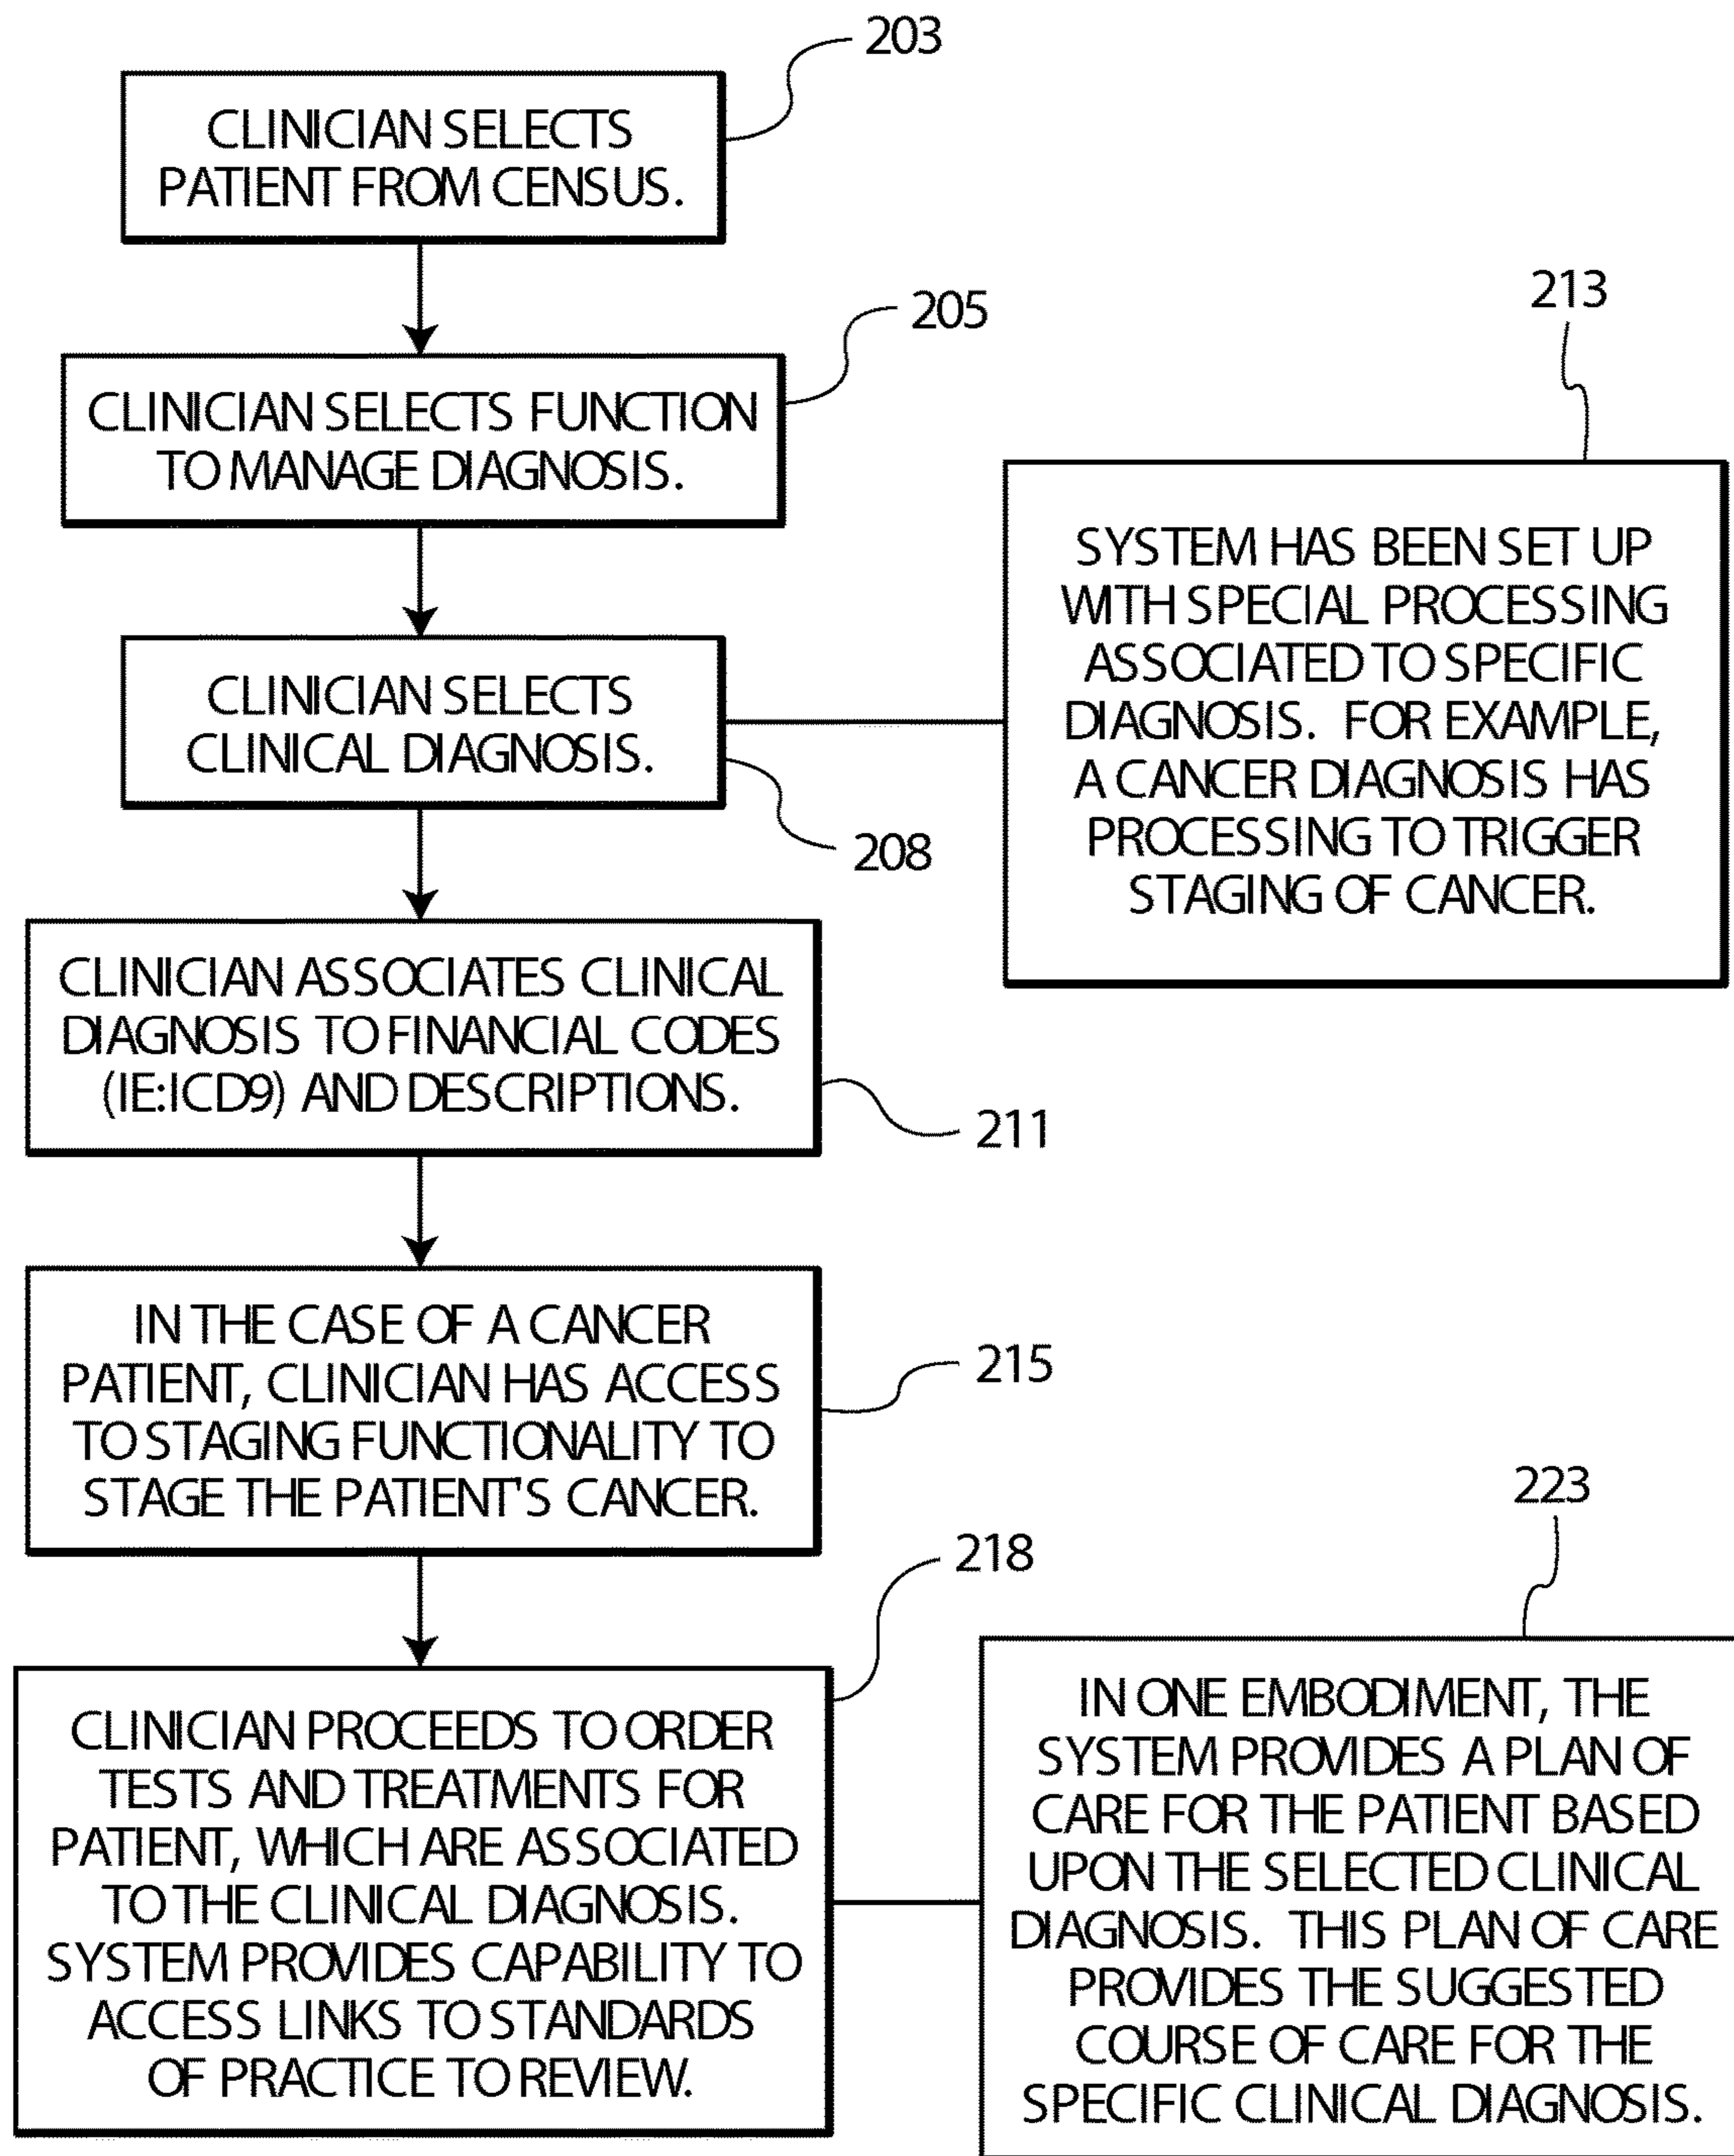 203
CLINICIAN SELECTS
PATIENT FROM CENSUS.
205
CLINICIAN SELECTS FUNCTION
TO MANAGE DIAGNOSIS.
213
SYSTEM HAS BEEN SET UP
WITH SPECIAL PROCESSING
ASSOCIATED TO SPECIFIC
DIAGNOSIS. FOR EXAMPLE,
A CANCER DIAGNOSIS HAS
PROCESSING TO TRIGGER
STAGING OF CANCER.
CLINICIAN SELECTS
CLINICAL DIAGNOSIS.
208
CLINICIAN ASSOCIATES CLINICAL
DIAGNOSIS TO FINANCIAL CODES
(IE:ICD9) AND DESCRIPTIONS.
211
IN THE CASE OF A CANCER
PATIENT, CLINICIAN HAS ACCESS
TO STAGING FUNCTIONALITY TO
STAGE THE PATIENT'S CANCER.
215
218
CLINICIAN PROCEEDS TO ORDER
TESTS AND TREATMENTS FOR
PATIENT, WHICH ARE ASSOCIATED
TO THE CLINICAL DIAGNOSIS.
SYSTEM PROVIDES CAPABILITY TO
ACCESS LINKS TO STANDARDS
OF PRACTICE TO REVIEW.
223
IN ONE EMBODIMENT, THE
SYSTEM PROVIDES A PLAN OF
CARE FOR THE PATIENT BASED
UPON THE SELECTED CLINICAL
DIAGNOSIS. THIS PLAN OF CARE
PROVIDES THE SUGGESTED
COURSE OF CARE FOR THE
SPECIFIC CLINICAL DIAGNOSIS.